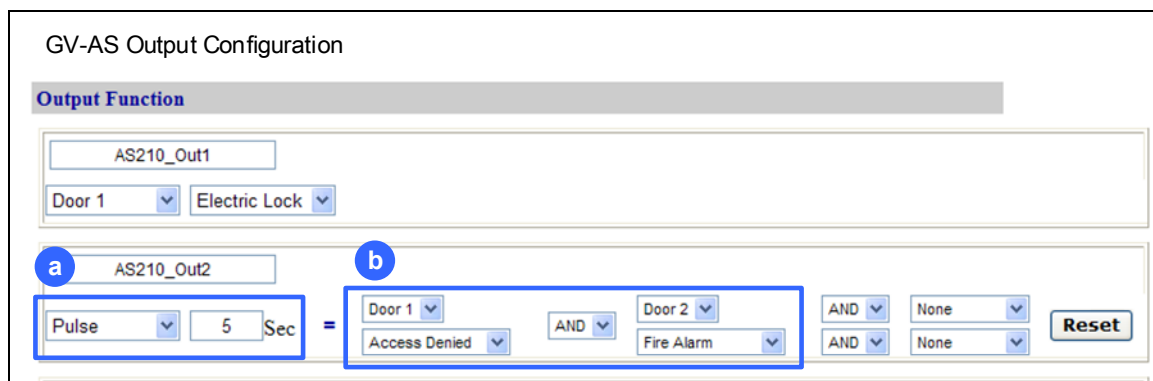 GV-AS Output Configuration
Output Function
AS210_Out1
Door 1 Electric Lock
a AS210_Out2 b
Door 1 Door 2 AND None
Pulse 5 Sec = AND Reset
Access Denied Fire Alarm AND None